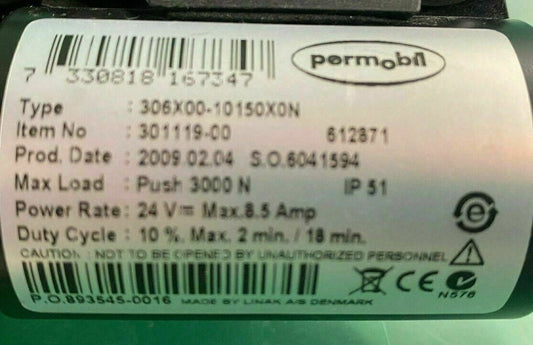 permobil
7 330818 167347
Type : 306X00-10150X0N
Item No : 301119-00 612871
Prod. Date : 2009.02.04 S.O.6041594
Max Load : Push 3000 N IP 51
Power Rate : 24 V⎓ Max.8.5 Amp
Duty Cycle : 10 %. Max. 2 min. / 18 min.
CAUTION : NOT TO BE OPENED BY UNAUTHORIZED PERSONNEL
P.O.893545-0016 MADE BY LINAK A/S DENMARK
CE N576